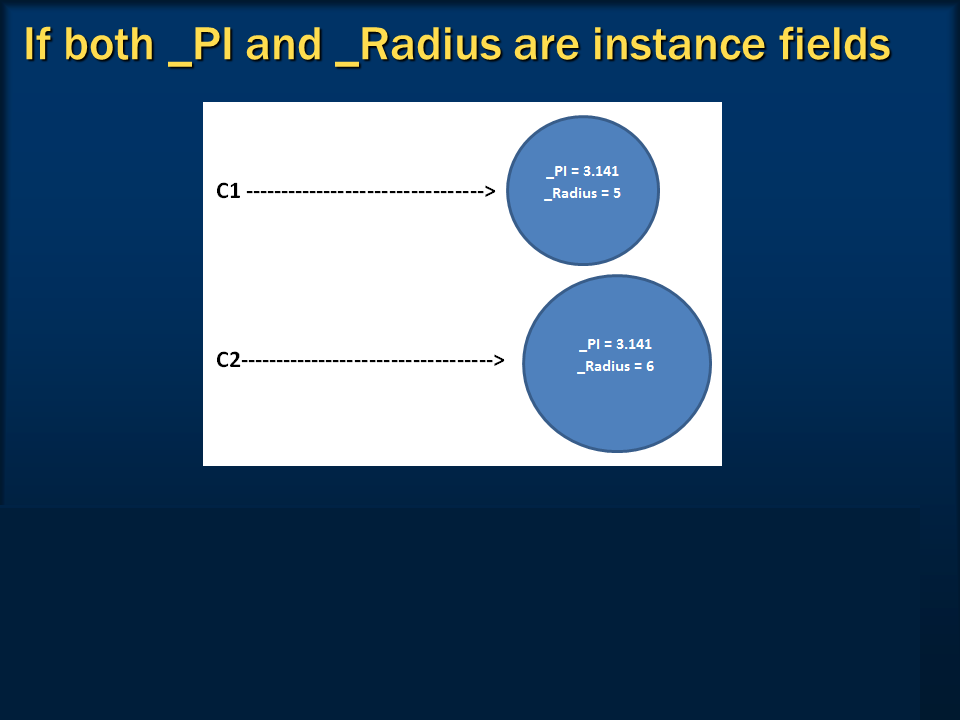 If both _PI and _Radius are instance fields
_PI = 3.141
_Radius = 5
C1 ---------------------------------->
_PI = 3.141
_Radius = 6
C2------------------------------------>